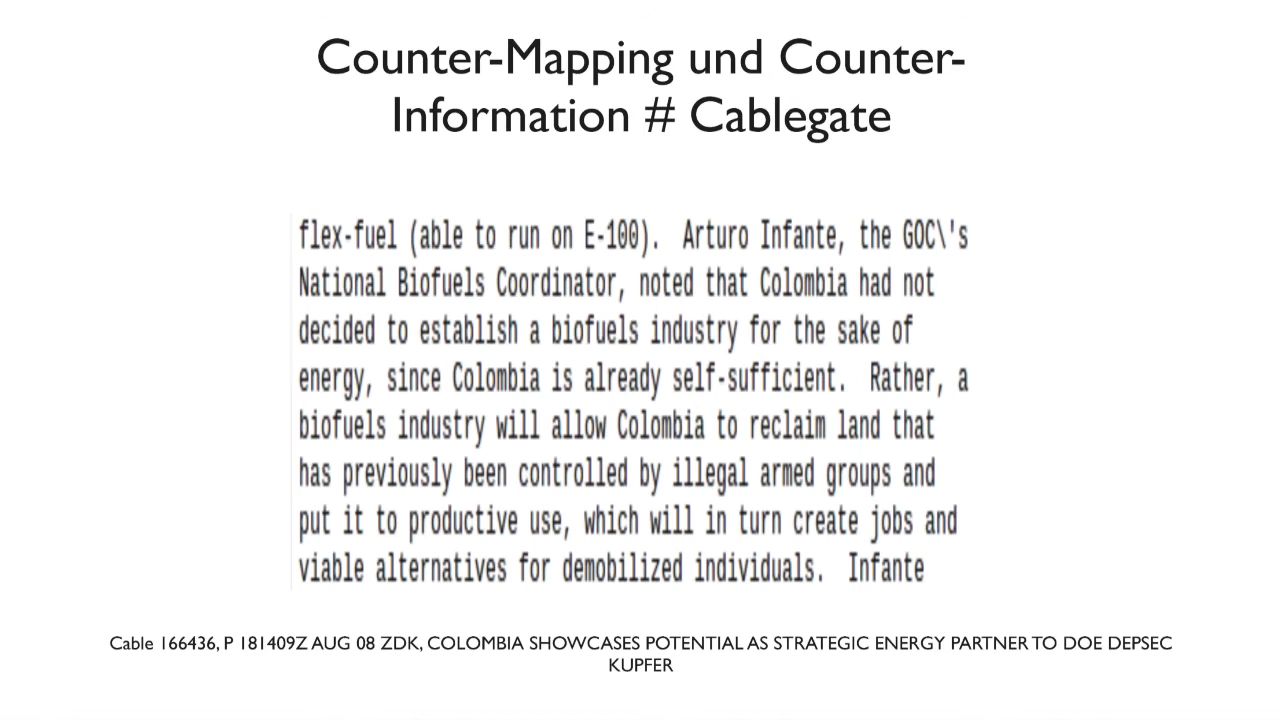 Counter-Mapping und Counter-
Information # Cablegate
flex-fuel (able to run on E-100).  Arturo Infante, the GOC\'s
National Biofuels Coordinator, noted that Colombia had not
decided to establish a biofuels industry for the sake of
energy, since Colombia is already self-sufficient.  Rather, a
biofuels industry will allow Colombia to reclaim land that
has previously been controlled by illegal armed groups and
put it to productive use, which will in turn create jobs and
viable alternatives for demobilized individuals.  Infante
Cable 166436, P 181409Z AUG 08 ZDK, COLOMBIA SHOWCASES POTENTIAL AS STRATEGIC ENERGY PARTNER TO DOE DEPSEC
KUPFER